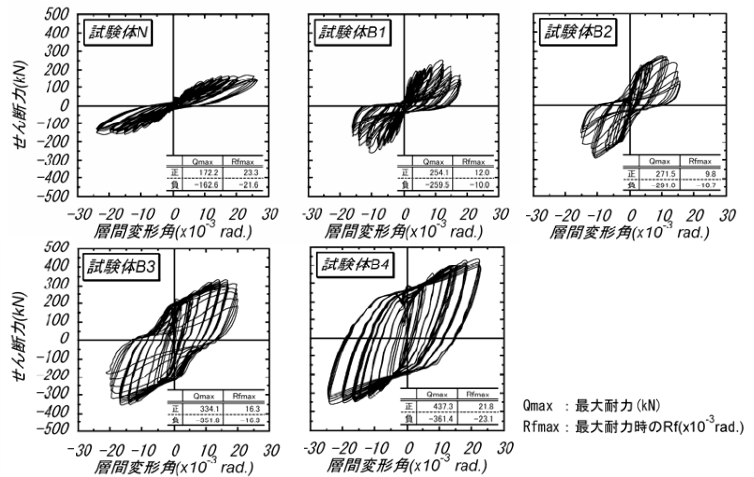 試験体N
試験体B1
試験体B2
せん断力(kN)
500
400
300
200
100
0
-100
-200
-300
-400
-500
Qmax Rfmax
正 172.2 23.3
負 -162.6 -21.6
Qmax Rfmax
正 254.1 12.0
負 -259.5 -10.0
Qmax Rfmax
正 271.5 9.8
負 -291.0 -10.7
-30 -20 -10 0 10 20 30
-30 -20 -10 0 10 20 30
-30 -20 -10 0 10 20 30
層間変形角(x10⁻³ rad.)
層間変形角(x10⁻³ rad.)
層間変形角(x10⁻³ rad.)
試験体B3
試験体B4
せん断力(kN)
500
400
300
200
100
0
-100
-200
-300
-400
-500
Qmax Rfmax
正 334.1 16.3
負
Qmax Rfmax
正 437.3 21.8
負 -361.4 -23.1
-30 -20 -10 0 10 20 30
-30 -20 -10 0 10 20 30
層間変形角(x10⁻³ rad.)
層間変形角(x10⁻³ rad.)
Qmax :最大耐力(kN)
Rfmax:最大耐力時のRf(x10⁻³rad.)